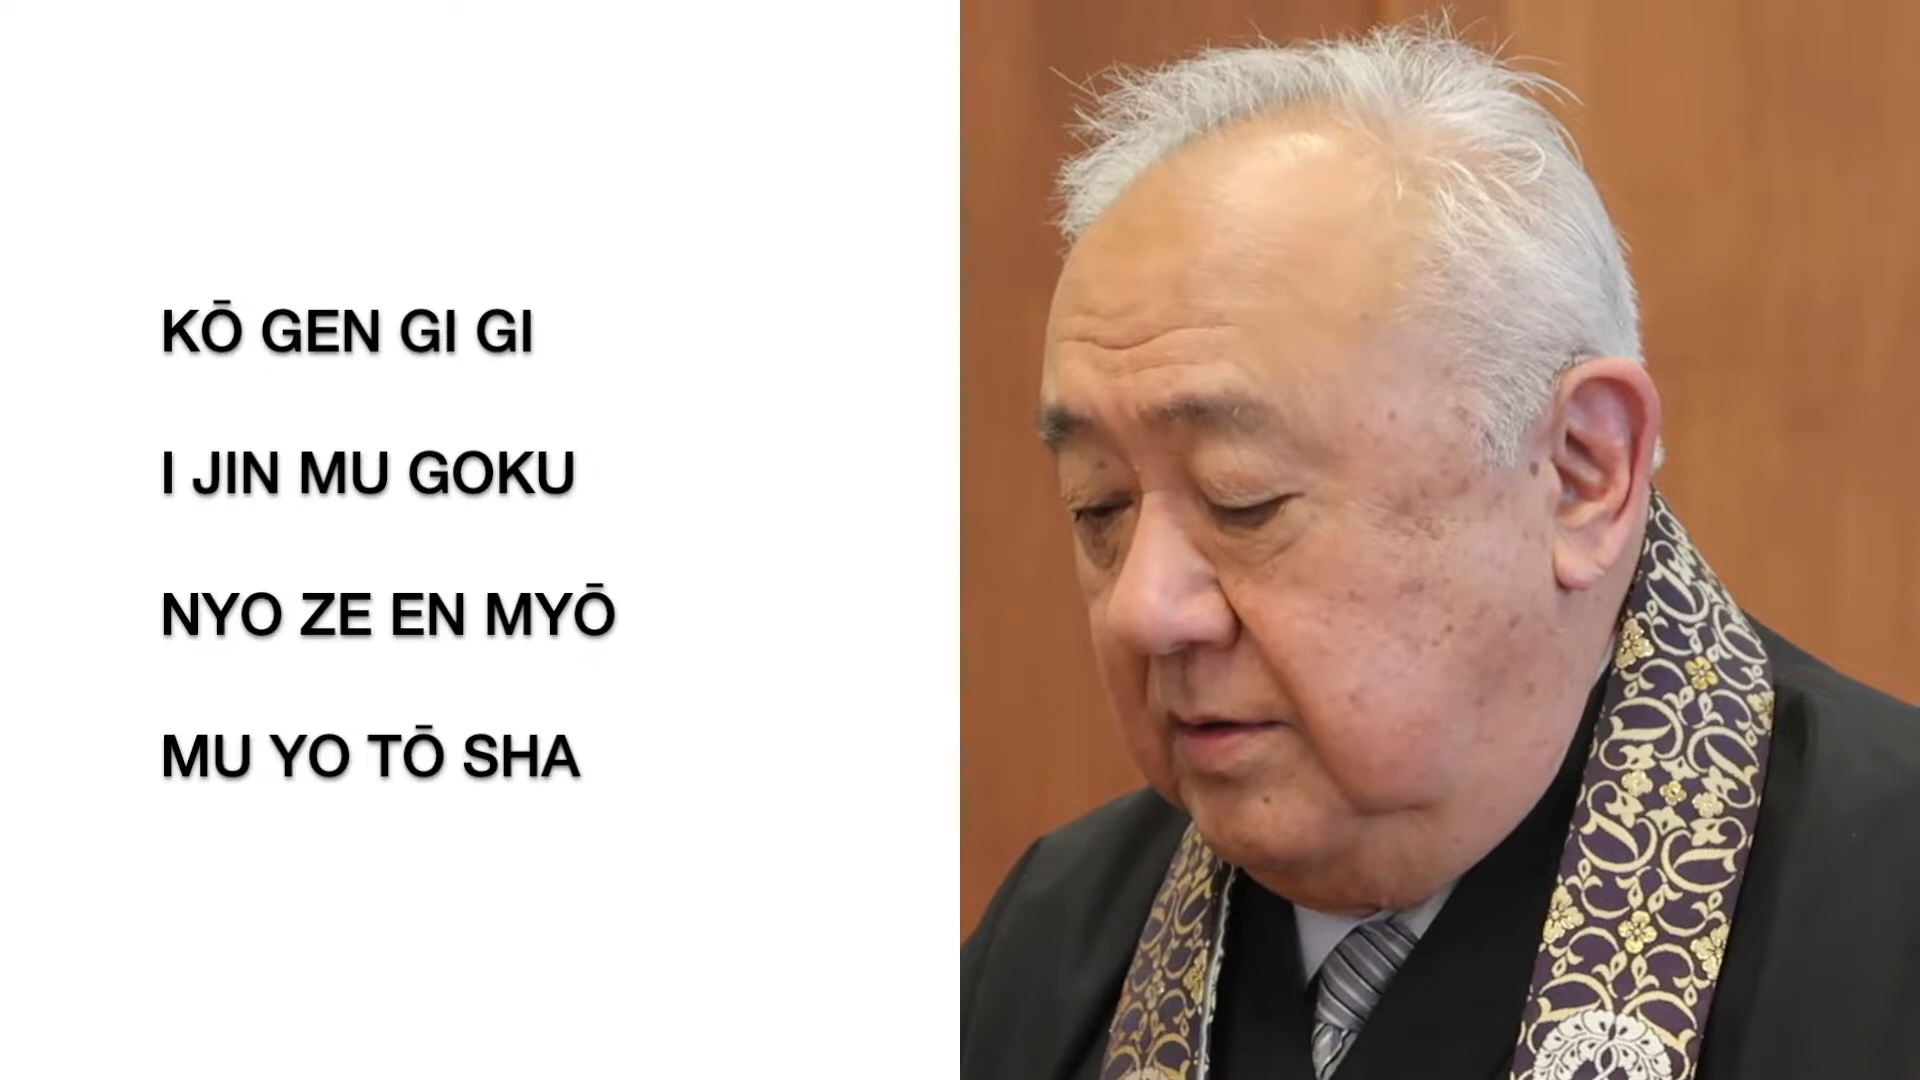 KŌ GEN GI GI
I JIN MU GOKU
NYO ZE EN MYŌ
MU YO TŌ SHA